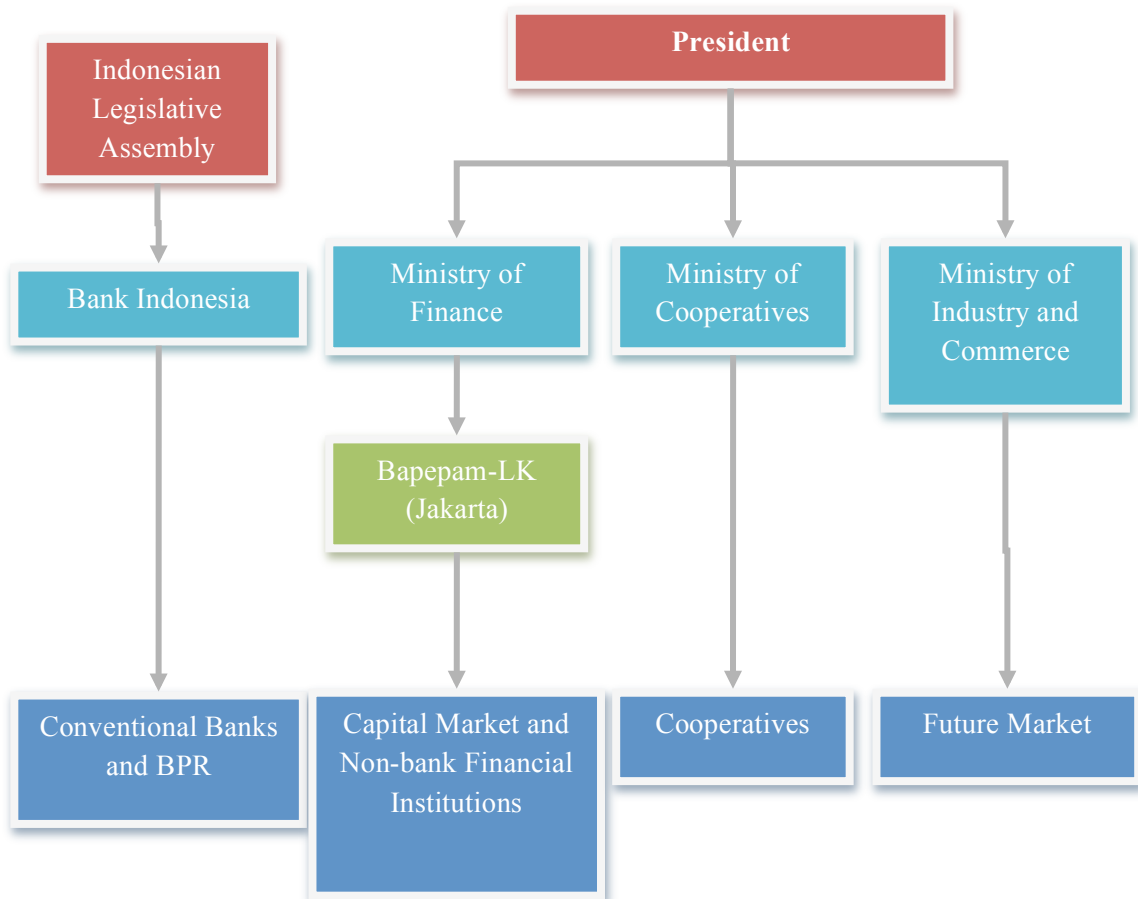 Indonesian
Legislative
Assembly
President
Bank Indonesia
Ministry of
Finance
Ministry of
Cooperatives
Ministry of
Industry and
Commerce
Bapepam-LK
(Jakarta)
Conventional Banks
and BPR
Capital Market and
Non-bank Financial
Institutions
Cooperatives
Future Market